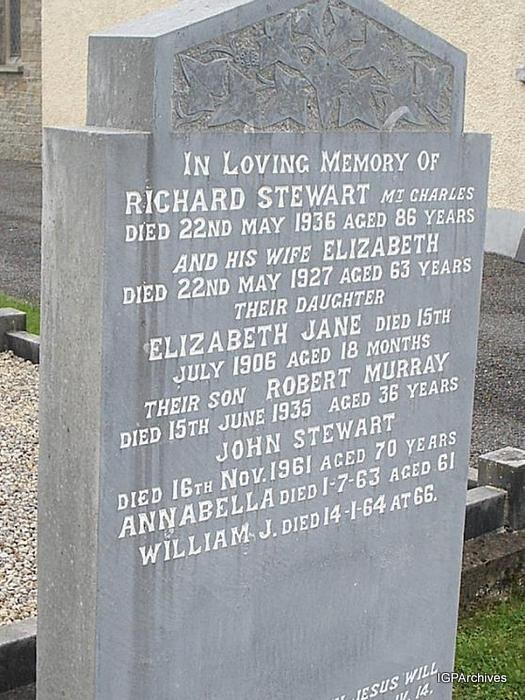 IN LOVING MEMORY OF
RICHARD STEWART MT CHARLES
DIED 22ND MAY 1936 AGED 86 YEARS
AND HIS WIFE ELIZABETH
DIED 22ND MAY 1927 AGED 63 YEARS
THEIR DAUGHTER
ELIZABETH JANE DIED 15TH
JULY 1906 AGED 18 MONTHS
THEIR SON ROBERT MURRAY
DIED 15TH JUNE 1935 AGED 36 YEARS
JOHN STEWART
DIED 16TH NOV. 1961 AGED 70 YEARS
ANNABELLA DIED 1-7-63 AGED 61
WILLIAM J. DIED 14-1-64 AT 66.
JESUS WILL
14.
IGPArchives